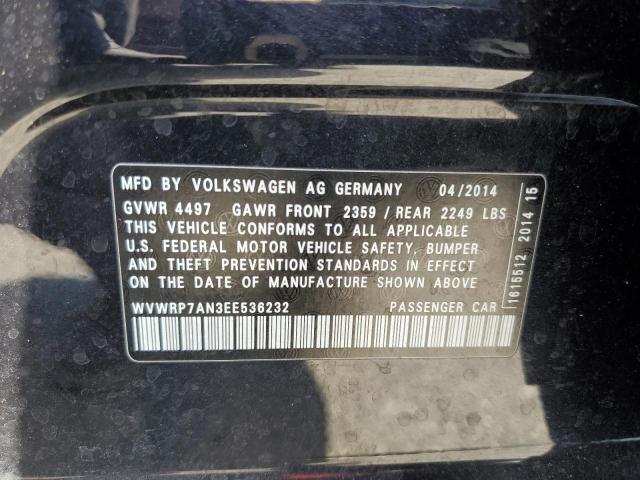 MFD BY VOLKSWAGEN AG GERMANY 04/2014
GVWR 4497 GAWR FRONT 2359 / REAR 2249 LBS
THIS VEHICLE CONFORMS TO ALL APPLICABLE
U.S. FEDERAL MOTOR VEHICLE SAFETY, BUMPER
AND THEFT PREVENTION STANDARDS IN EFFECT
ON THE DATE OF MANUFACTURE SHOWN ABOVE
WVWRP7AN3EE536232 PASSENGER CAR
1615512 2014 15